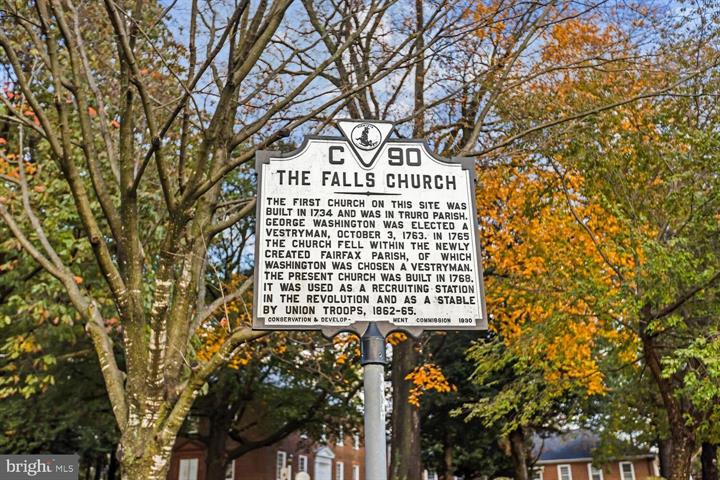 C 90
THE FALLS CHURCH
THE FIRST CHURCH ON THIS SITE WAS
BUILT IN 1734 AND WAS IN TRURO PARISH.
GEORGE WASHINGTON WAS ELECTED A
VESTRYMAN, OCTOBER 3, 1763. IN 1765
THE CHURCH FELL WITHIN THE NEWLY
CREATED FAIRFAX PARISH, OF WHICH
WASHINGTON WAS CHOSEN A VESTRYMAN.
THE PRESENT CHURCH WAS BUILT IN 1768.
IT WAS USED AS A RECRUITING STATION
IN THE REVOLUTION AND AS A STABLE
BY UNION TROOPS, 1862-65.
CONSERVATION & DEVELOP- MENT COMMISSION 1930
bright MLS